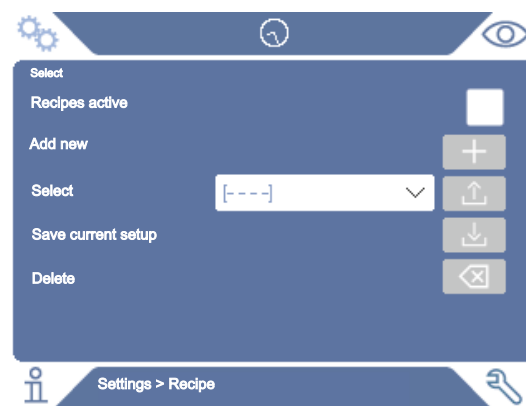 Select
Recipes active
Add new
Select [----]
Save current setup
Delete
Settings > Recipe